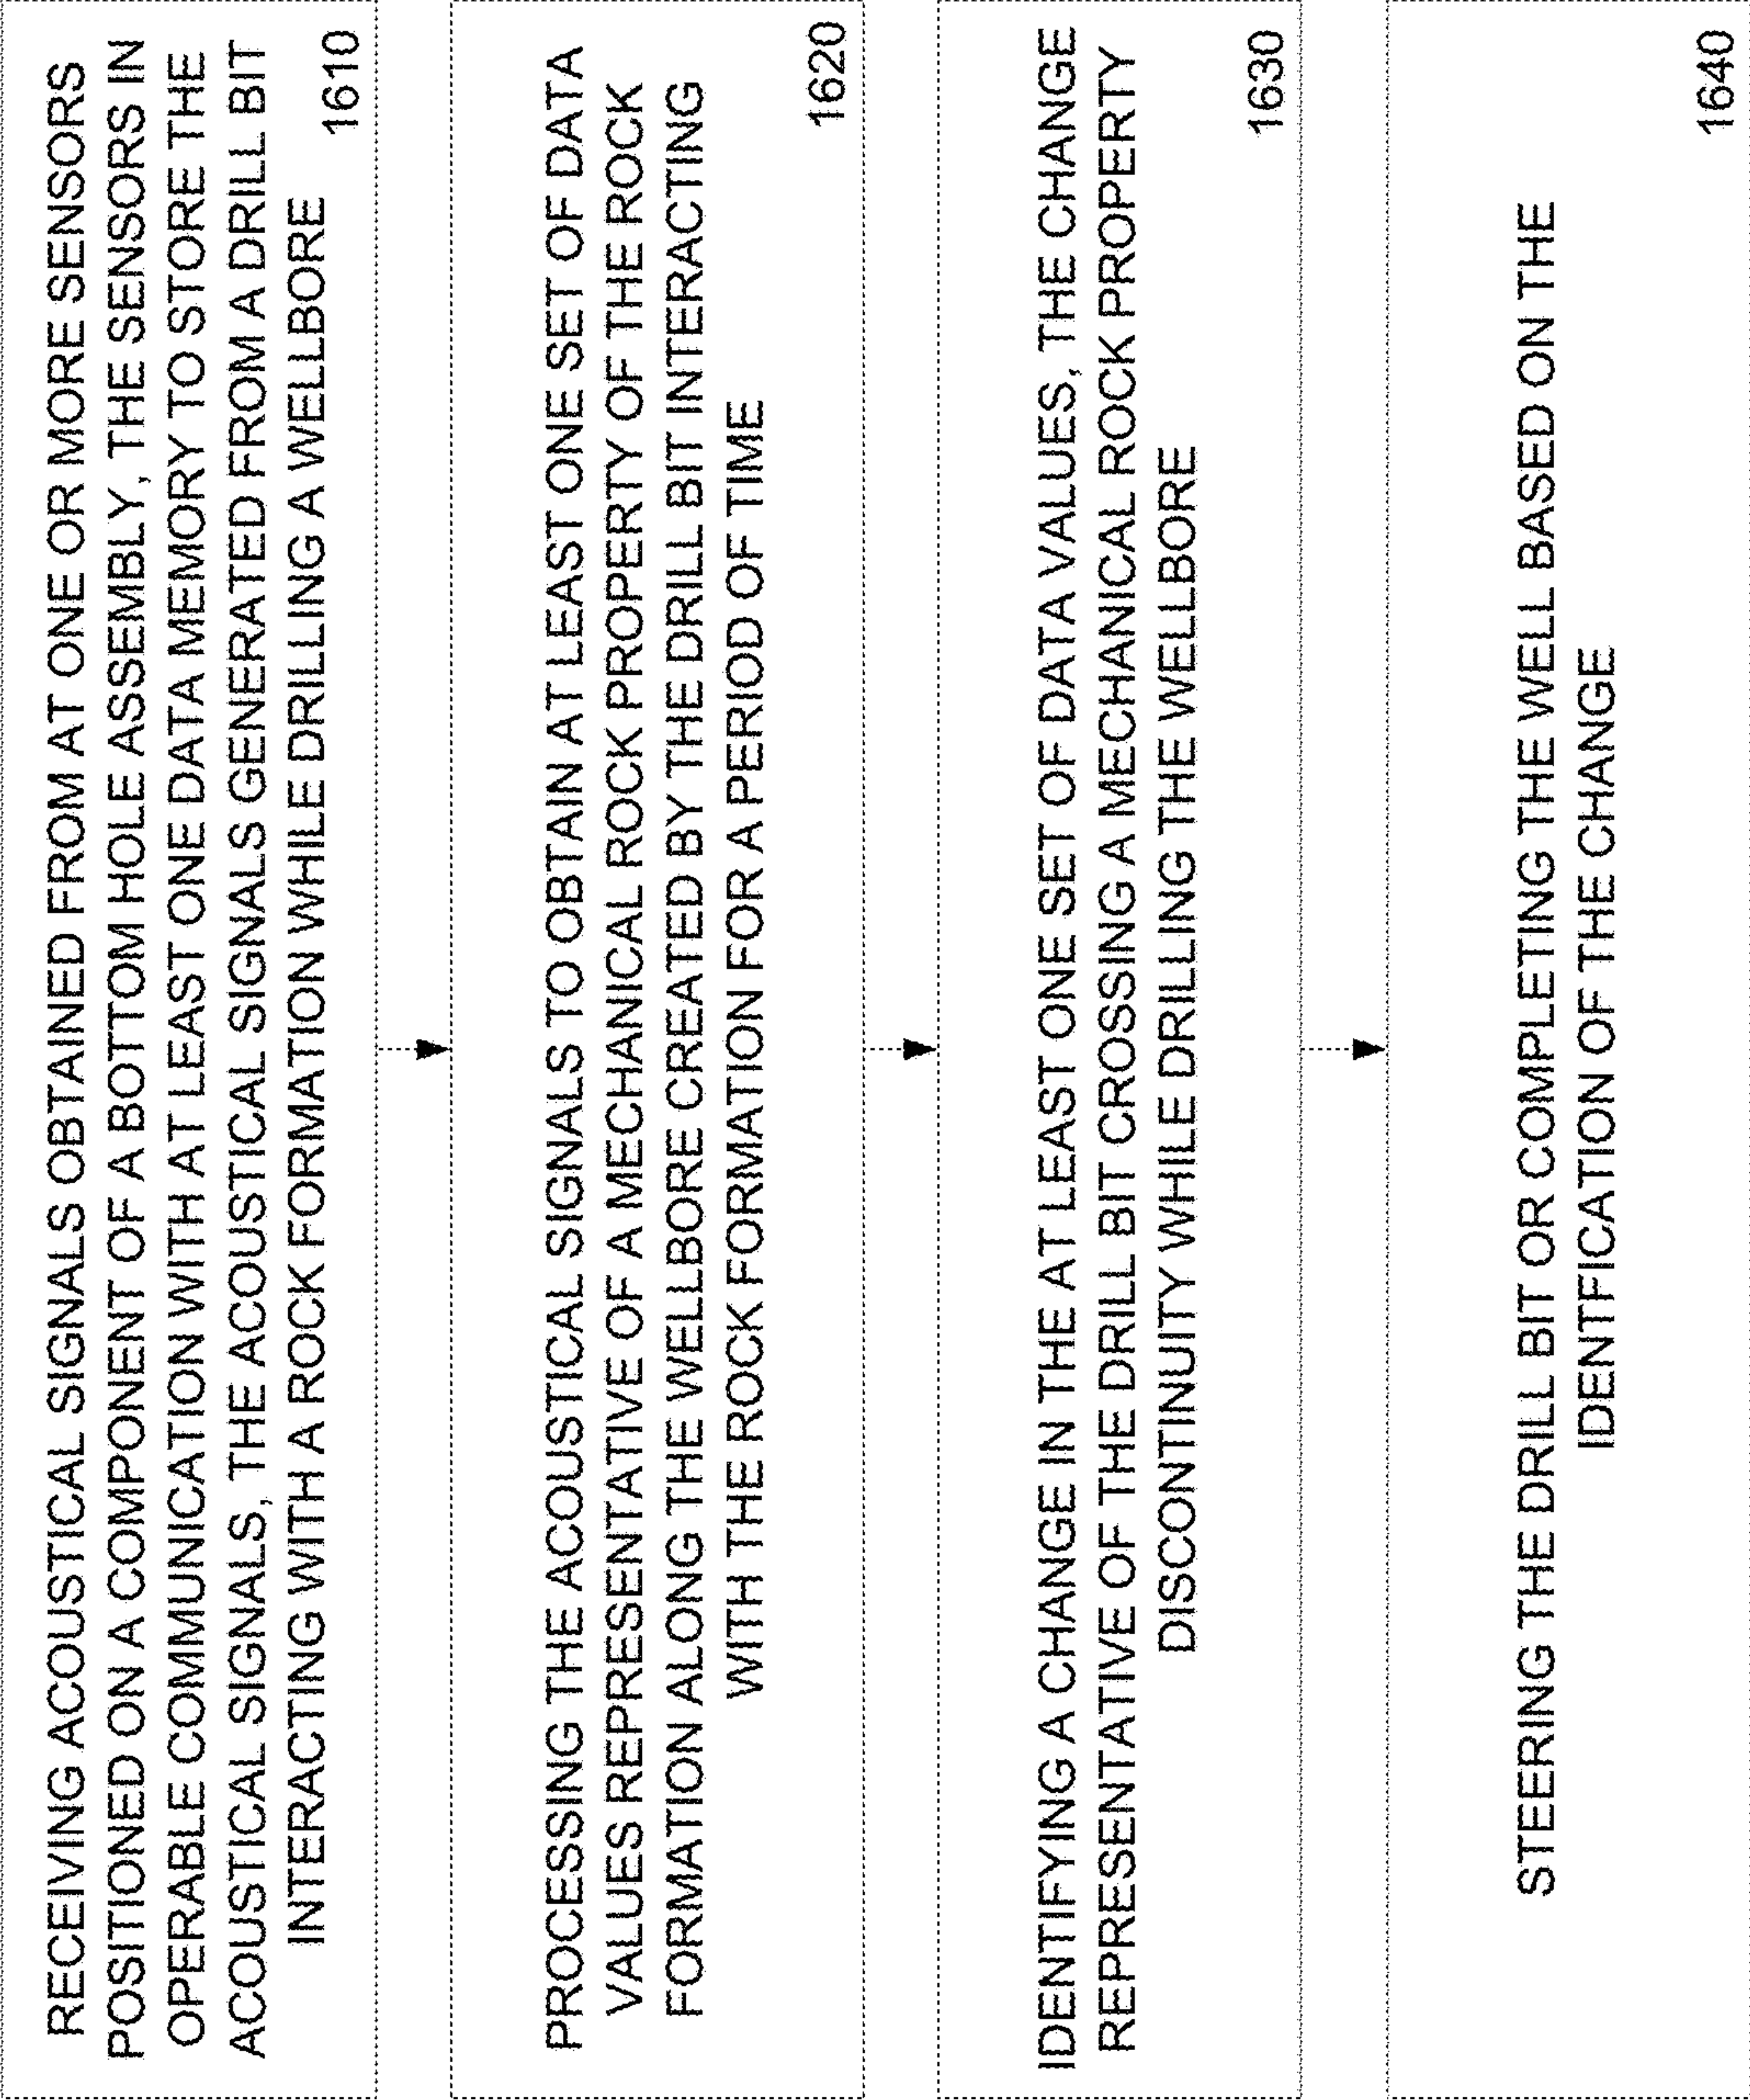 RECEIVING ACOUSTICAL SIGNALS OBTAINED FROM AT ONE OR MORE SENSORS
POSITIONED ON A COMPONENT OF A BOTTOM HOLE ASSEMBLY, THE SENSORS IN
OPERABLE COMMUNICATION WITH AT LEAST ONE DATA MEMORY TO STORE THE
ACOUSTICAL SIGNALS, THE ACOUSTICAL SIGNALS GENERATED FROM A DRILL BIT
INTERACTING WITH A ROCK FORMATION WHILE DRILLING A WELLBORE
1610
PROCESSING THE ACOUSTICAL SIGNALS TO OBTAIN AT LEAST ONE SET OF DATA
VALUES REPRESENTATIVE OF A MECHANICAL ROCK PROPERTY OF THE ROCK
FORMATION ALONG THE WELLBORE CREATED BY THE DRILL BIT INTERACTING
WITH THE ROCK FORMATION FOR A PERIOD OF TIME
1620
IDENTIFYING A CHANGE IN THE AT LEAST ONE SET OF DATA VALUES, THE CHANGE
REPRESENTATIVE OF THE DRILL BIT CROSSING A MECHANICAL ROCK PROPERTY
DISCONTINUITY WHILE DRILLING THE WELLBORE
1630
STEERING THE DRILL BIT OR COMPLETING THE WELL BASED ON THE
IDENTFICATION OF THE CHANGE
1640